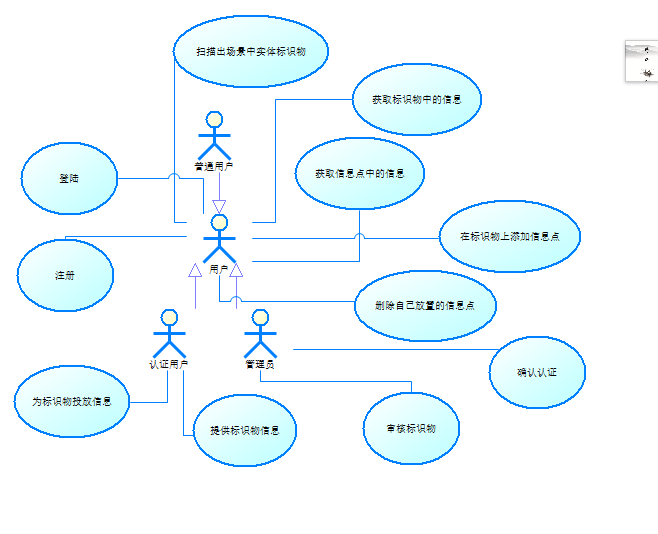 扫描出场景中实体标识物
获取标识物中的信息
普通用户
获取信息点中的信息
登陆
在标识物上添加信息点
用户
注册
删除自己放置的信息点
认证用户
管理员
确认认证
为标识物投放信息
提供标识物信息
审核标识物